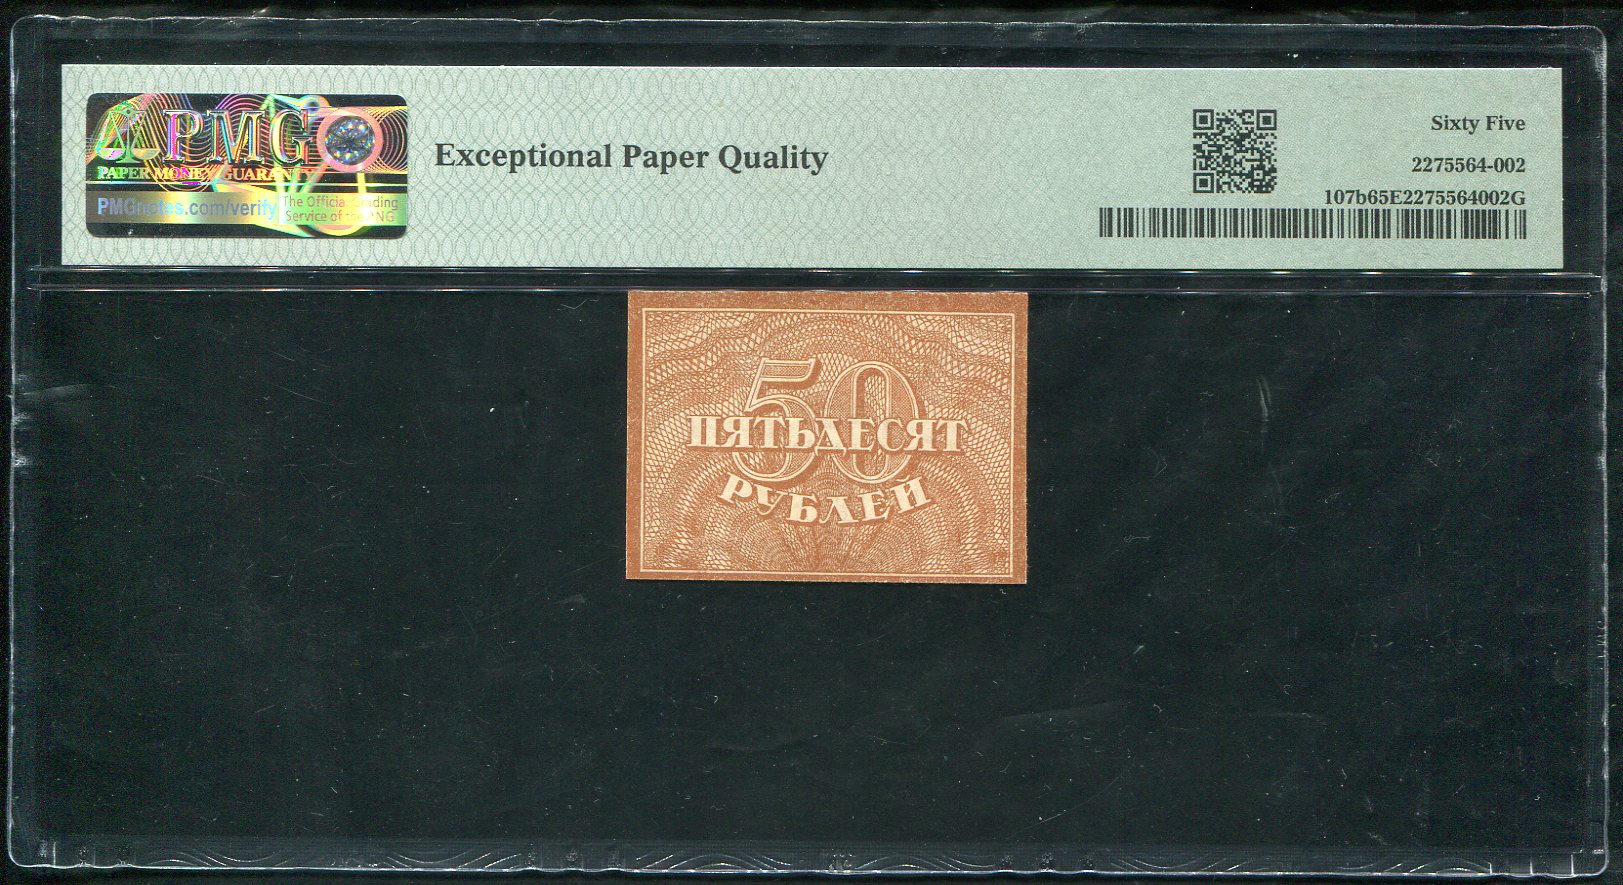 PMG
PAPER MONEY GUARANTY
PMGnotes.com/verify
The Official Grading
Service of the PNG
Exceptional Paper Quality
Sixty Five
2275564-002
107b65E2275564002G
50
ПЯТЬДЕСЯТ
РУБЛЕЙ